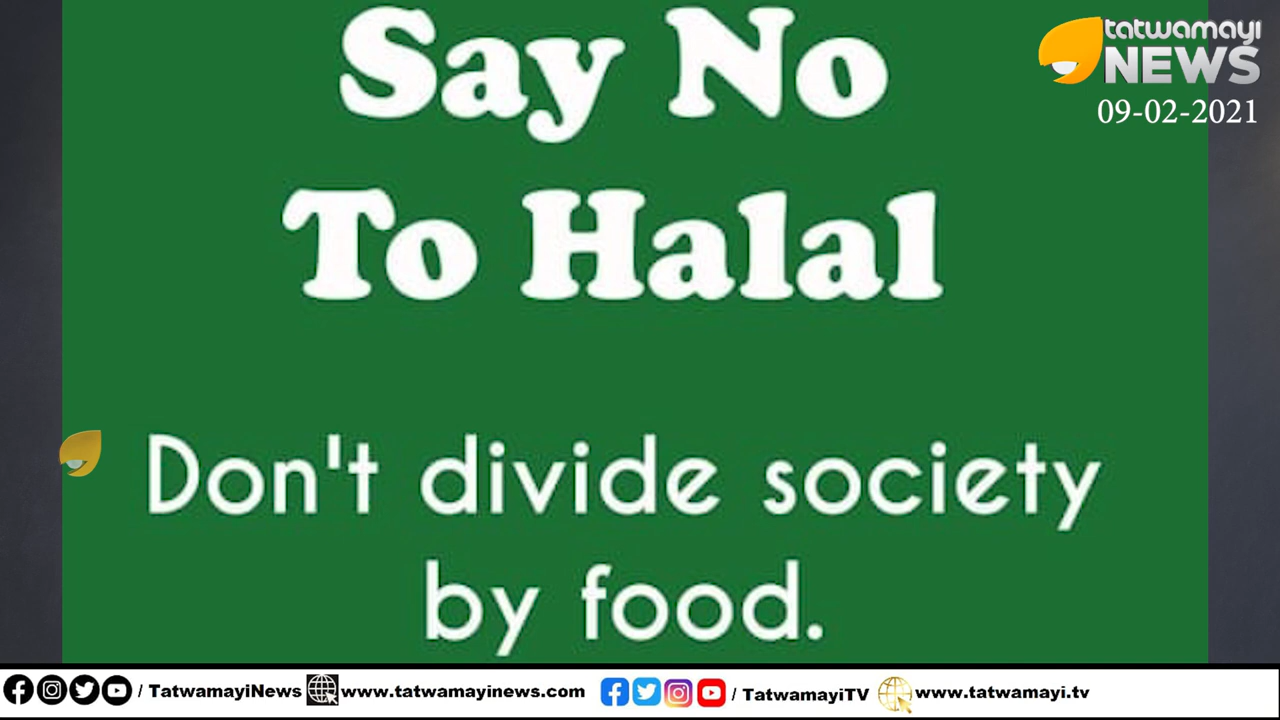 tatwamayi
NEWS
09-02-2021
Say No
To Halal
Don't divide society
by food.
/ TatwamayiNews www.tatwamayinews.com / TatwamayiTV www.tatwamayi.tv